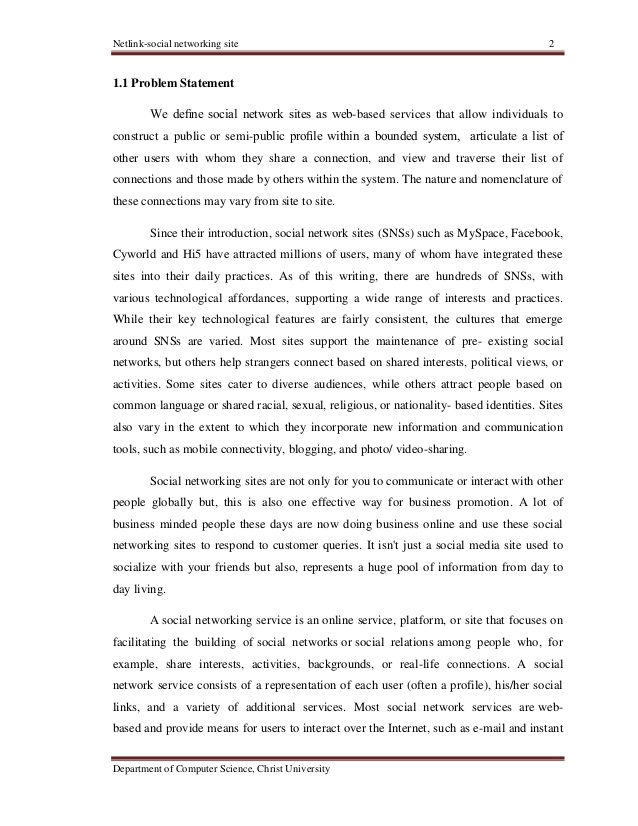 Netlink-social networking site 2
1.1 Problem Statement
We define social network sites as web-based services that allow individuals to
construct a public or semi-public profile within a bounded system, articulate a list of
other users with whom they share a connection, and view and traverse their list of
connections and those made by others within the system. The nature and nomenclature of
these connections may vary from site to site.
Since their introduction, social network sites (SNSs) such as MySpace, Facebook,
Cyworld and Hi5 have attracted millions of users, many of whom have integrated these
sites into their daily practices. As of this writing, there are hundreds of SNSs, with
various technological affordances, supporting a wide range of interests and practices.
While their key technological features are fairly consistent, the cultures that emerge
around SNSs are varied. Most sites support the maintenance of pre- existing social
networks, but others help strangers connect based on shared interests, political views, or
activities. Some sites cater to diverse audiences, while others attract people based on
common language or shared racial, sexual, religious, or nationality- based identities. Sites
also vary in the extent to which they incorporate new information and communication
tools, such as mobile connectivity, blogging, and photo/ video-sharing.
Social networking sites are not only for you to communicate or interact with other
people globally but, this is also one effective way for business promotion. A lot of
business minded people these days are now doing business online and use these social
networking sites to respond to customer queries. It isn't just a social media site used to
socialize with your friends but also, represents a huge pool of information from day to
day living.
A social networking service is an online service, platform, or site that focuses on
facilitating the building of social networks or social relations among people who, for
example, share interests, activities, backgrounds, or real-life connections. A social
network service consists of a representation of each user (often a profile), his/her social
links, and a variety of additional services. Most social network services are web-
based and provide means for users to interact over the Internet, such as e-mail and instant
Department of Computer Science, Christ University